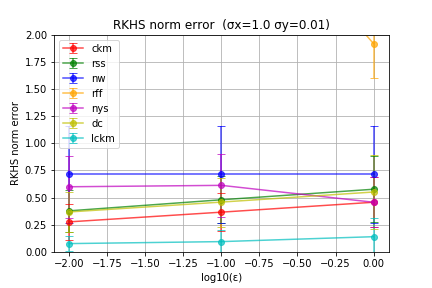 RKHS norm error (σx=1.0 σy=0.01)
2.00
1.75
1.50
1.25
1.00
0.75
0.50
0.25
0.00
RKHS norm error
ckm
rss
nw
rff
nys
dc
lckm
−2.00 −1.75 −1.50 −1.25 −1.00 −0.75 −0.50 −0.25 0.00
log10(ε)